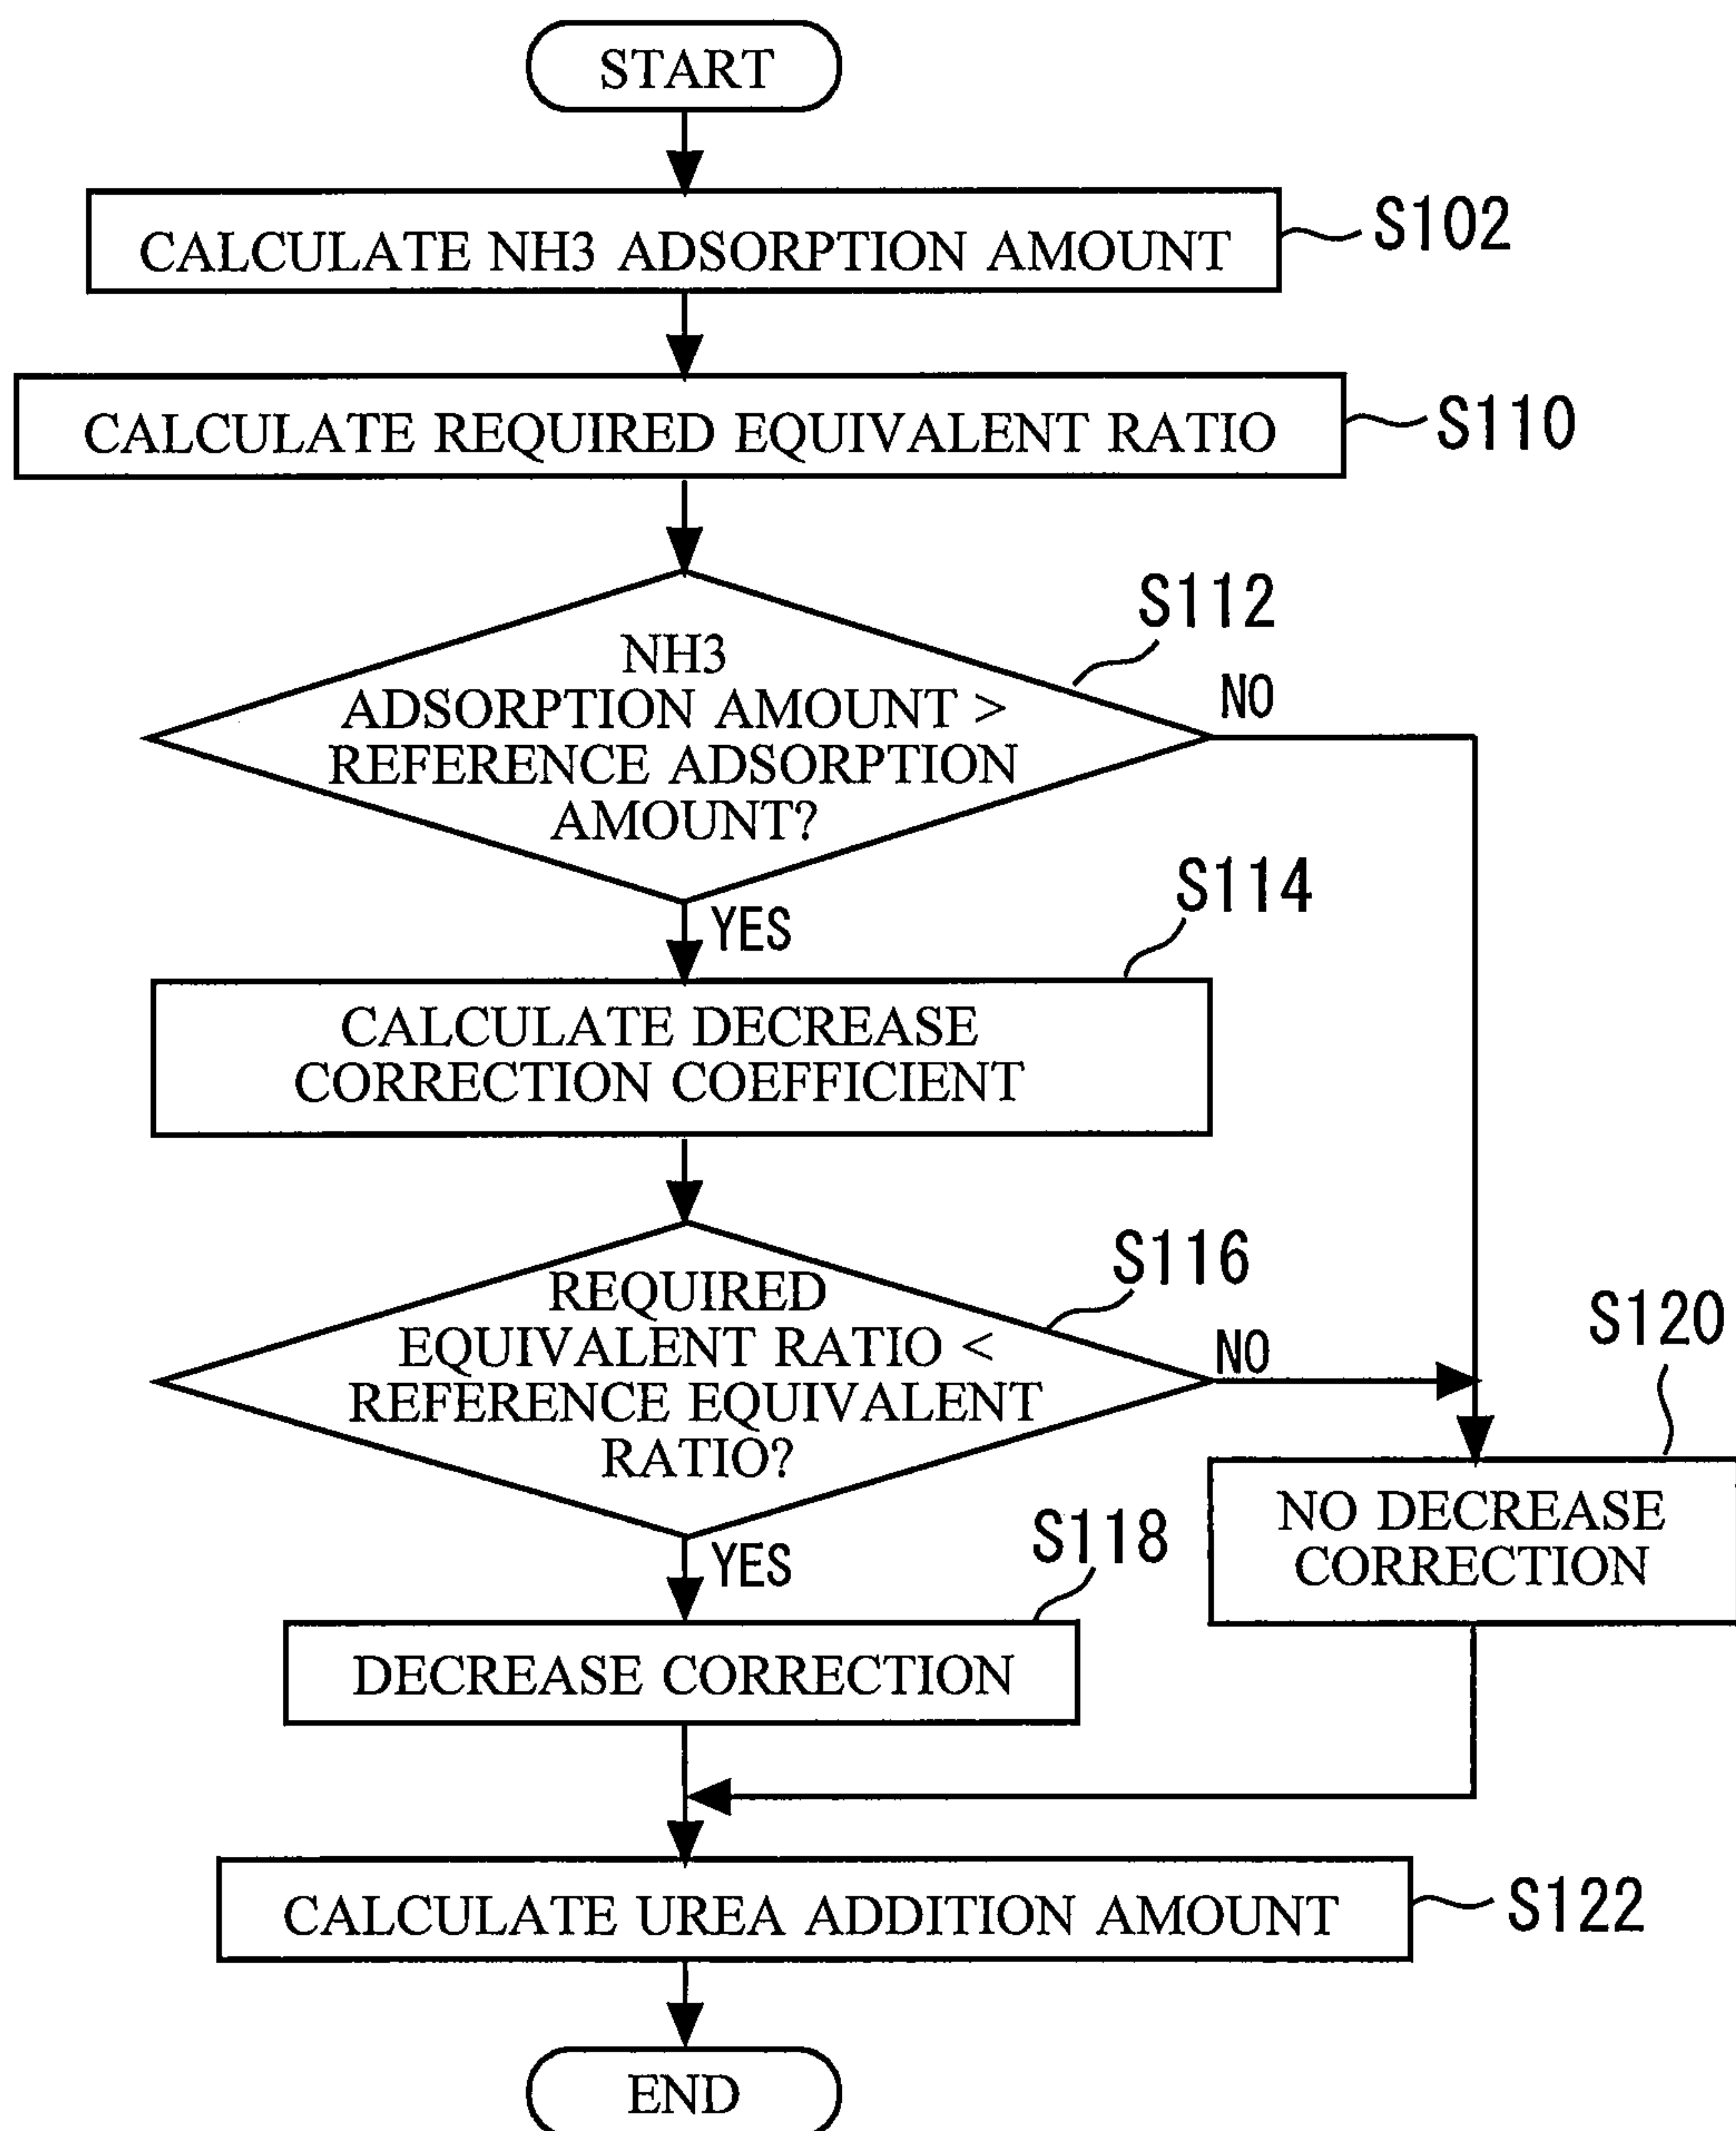 START
CALCULATE NH3 ADSORPTION AMOUNT
S102
CALCULATE REQUIRED EQUIVALENT RATIO
S110
S112
NH3
ADSORPTION AMOUNT >
REFERENCE ADSORPTION
AMOUNT?
NO
YES
S114
CALCULATE DECREASE
CORRECTION COEFFICIENT
S116
REQUIRED
EQUIVALENT RATIO <
REFERENCE EQUIVALENT
RATIO?
NO
YES
S120
NO DECREASE
CORRECTION
S118
DECREASE CORRECTION
CALCULATE UREA ADDITION AMOUNT
S122
END